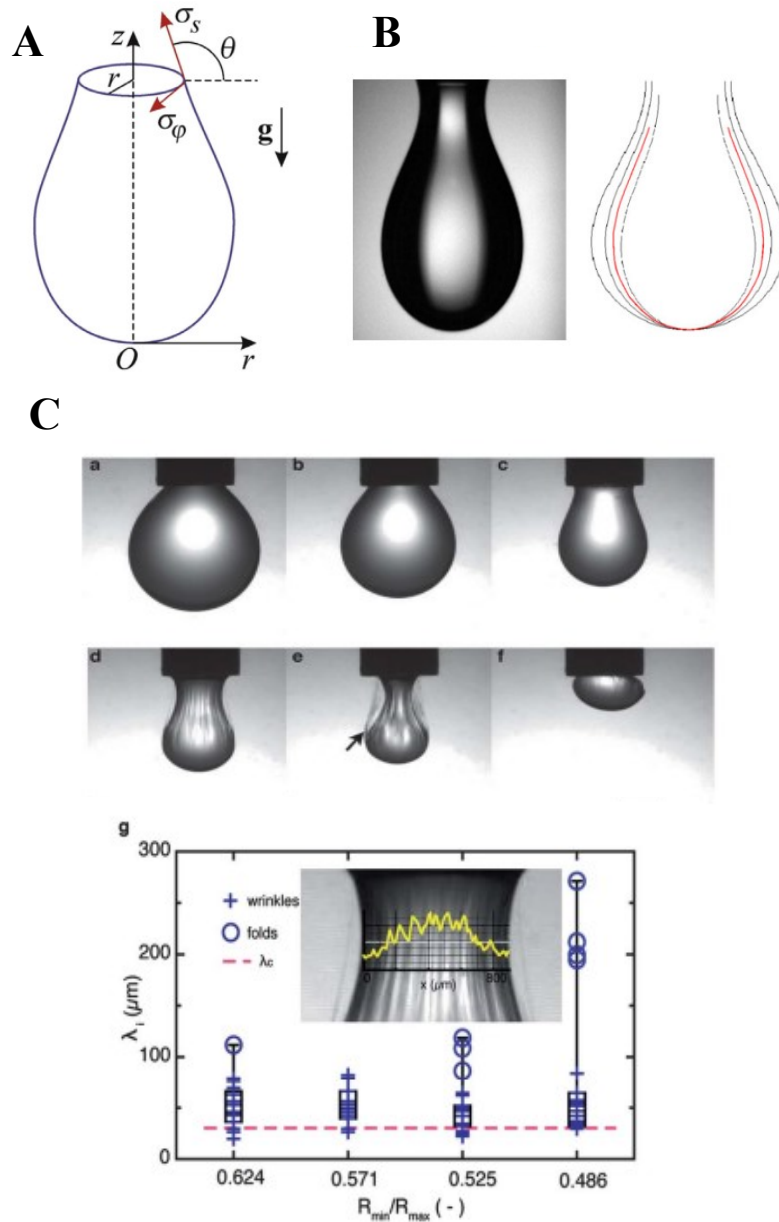 A
z
σs
θ
r
σφ
g
O
r
B
C
a
b
c
d
e
f
g
300
200
100
0
λi (μm)
+ wrinkles
O folds
-- λc
0
x (μm)
800
0.624
0.571
0.525
0.486
Rmin/Rmax (-)